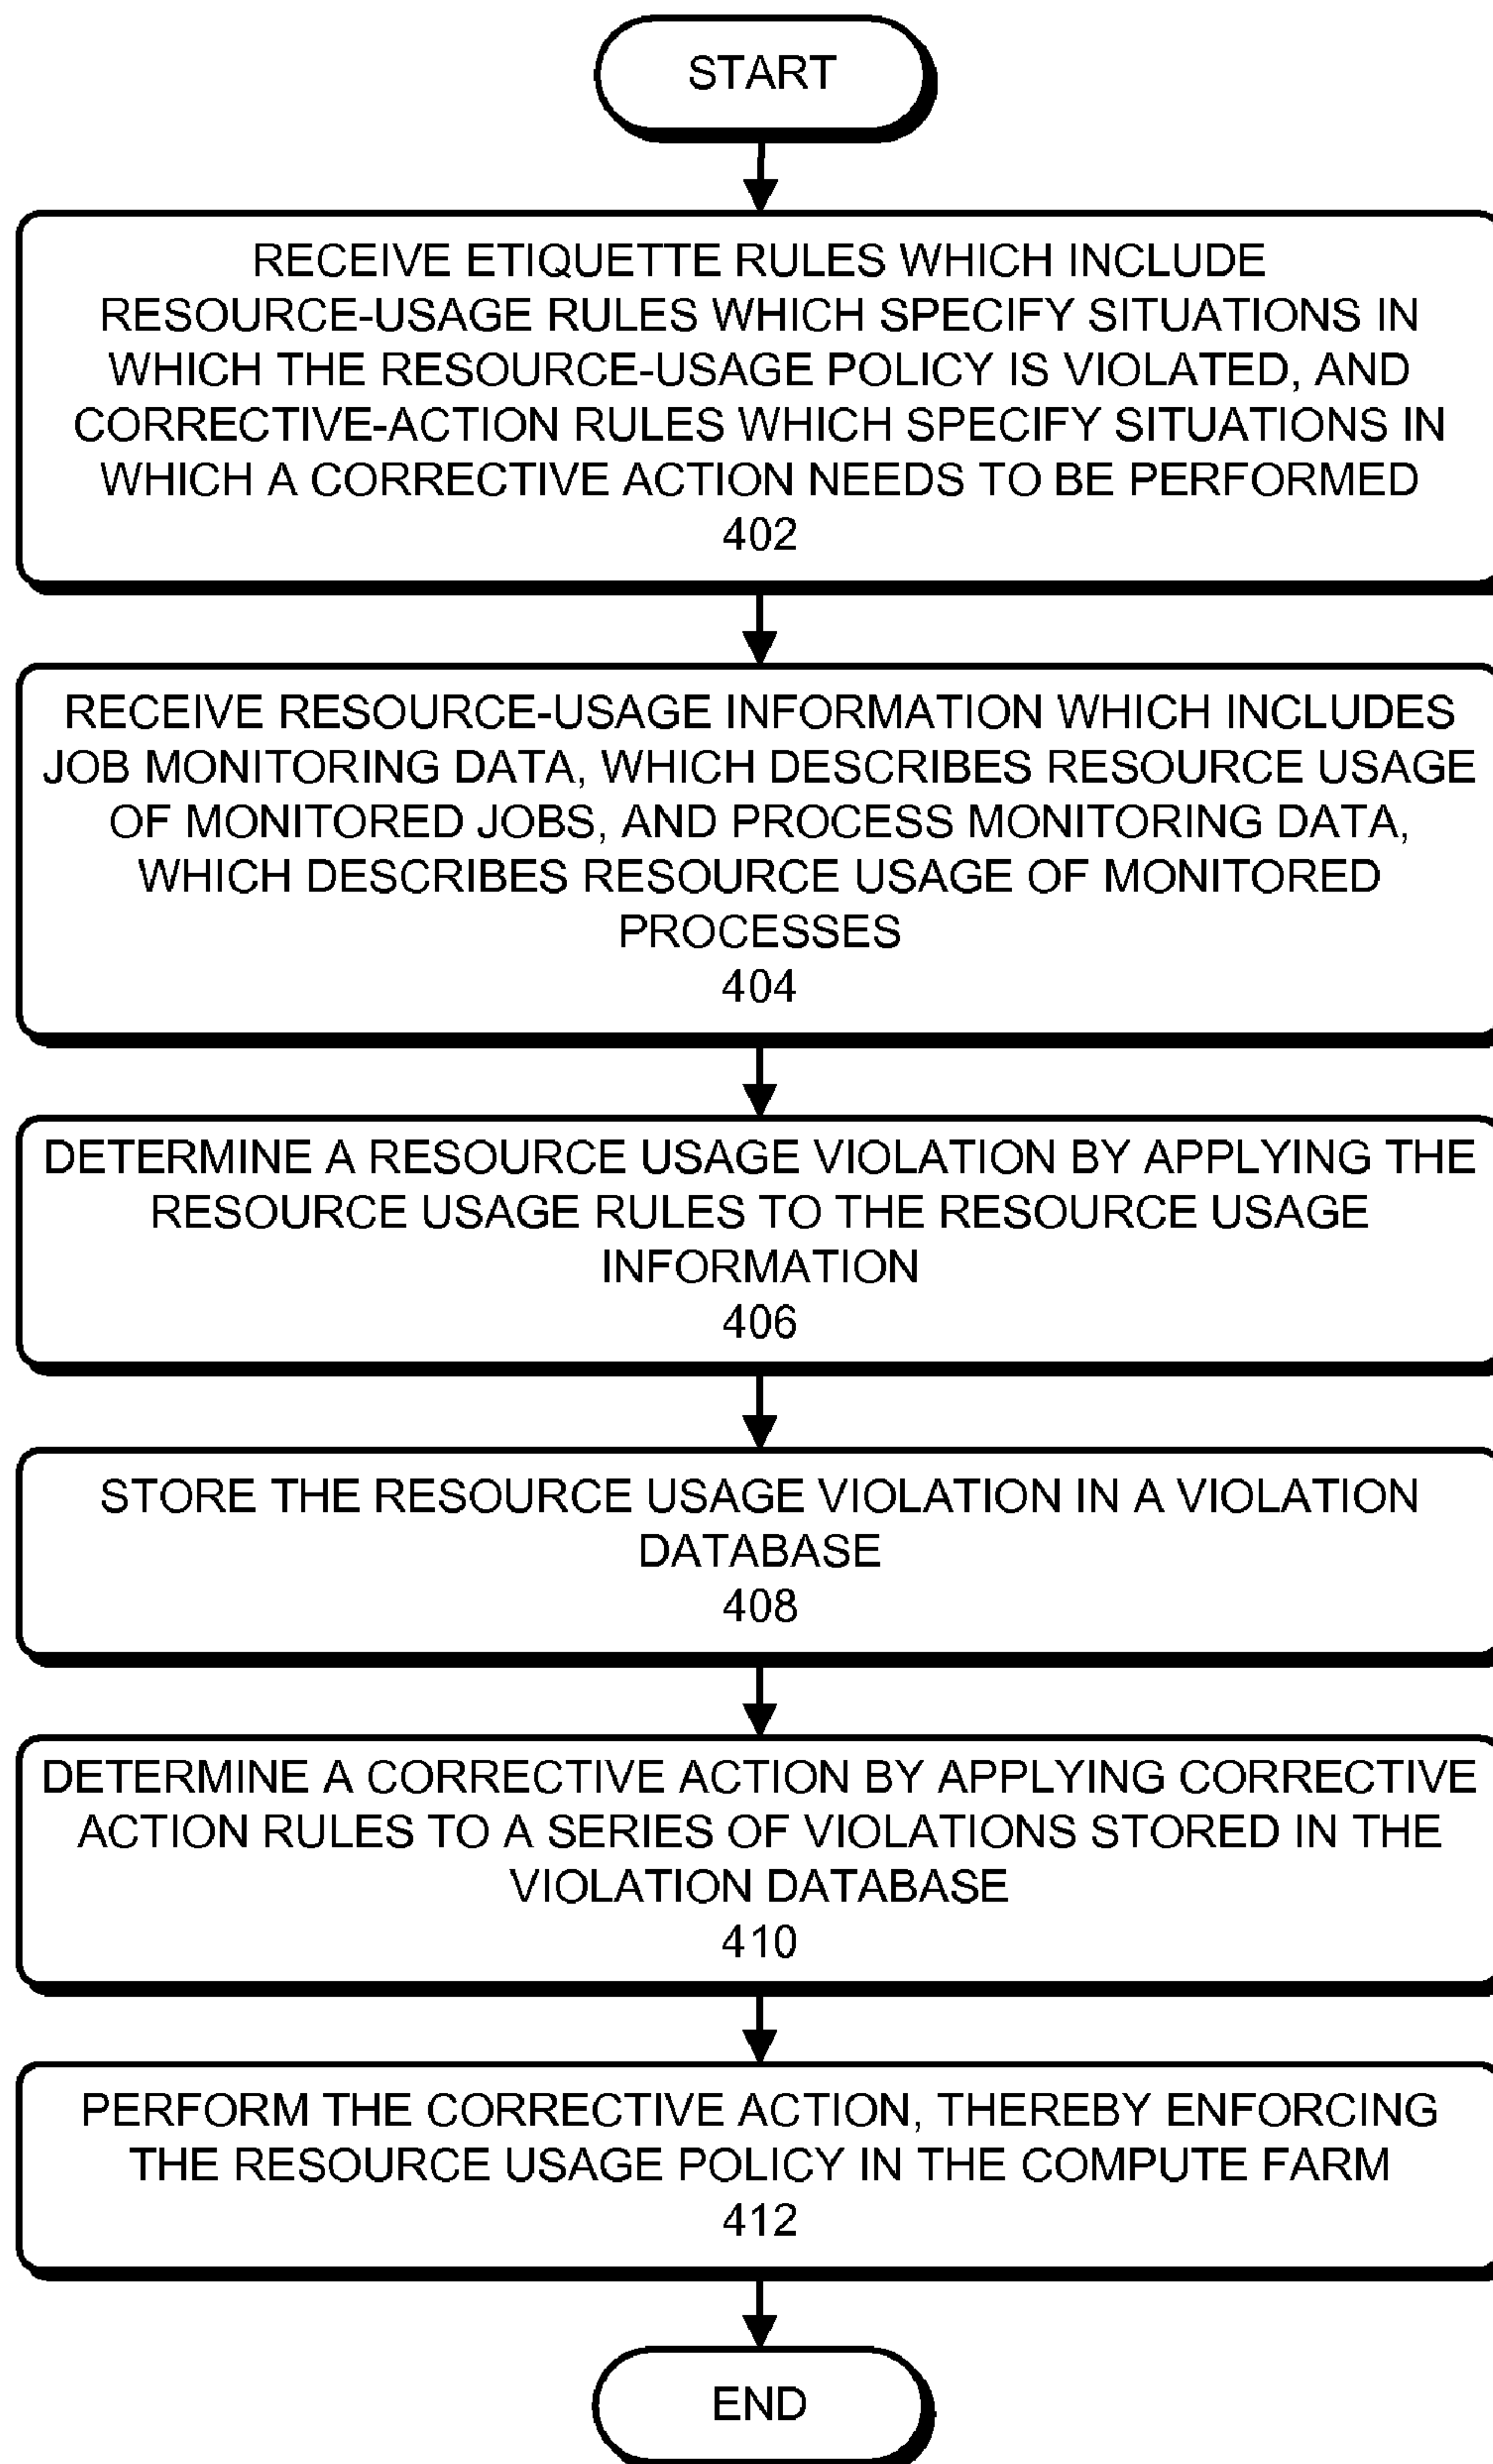 START
RECEIVE ETIQUETTE RULES WHICH INCLUDE
RESOURCE-USAGE RULES WHICH SPECIFY SITUATIONS IN
WHICH THE RESOURCE-USAGE POLICY IS VIOLATED, AND
CORRECTIVE-ACTION RULES WHICH SPECIFY SITUATIONS IN
WHICH A CORRECTIVE ACTION NEEDS TO BE PERFORMED
402
RECEIVE RESOURCE-USAGE INFORMATION WHICH INCLUDES
JOB MONITORING DATA, WHICH DESCRIBES RESOURCE USAGE
OF MONITORED JOBS, AND PROCESS MONITORING DATA,
WHICH DESCRIBES RESOURCE USAGE OF MONITORED
PROCESSES
404
DETERMINE A RESOURCE USAGE VIOLATION BY APPLYING THE
RESOURCE USAGE RULES TO THE RESOURCE USAGE
INFORMATION
406
STORE THE RESOURCE USAGE VIOLATION IN A VIOLATION
DATABASE
408
DETERMINE A CORRECTIVE ACTION BY APPLYING CORRECTIVE
ACTION RULES TO A SERIES OF VIOLATIONS STORED IN THE
VIOLATION DATABASE
410
PERFORM THE CORRECTIVE ACTION, THEREBY ENFORCING
THE RESOURCE USAGE POLICY IN THE COMPUTE FARM
412
END